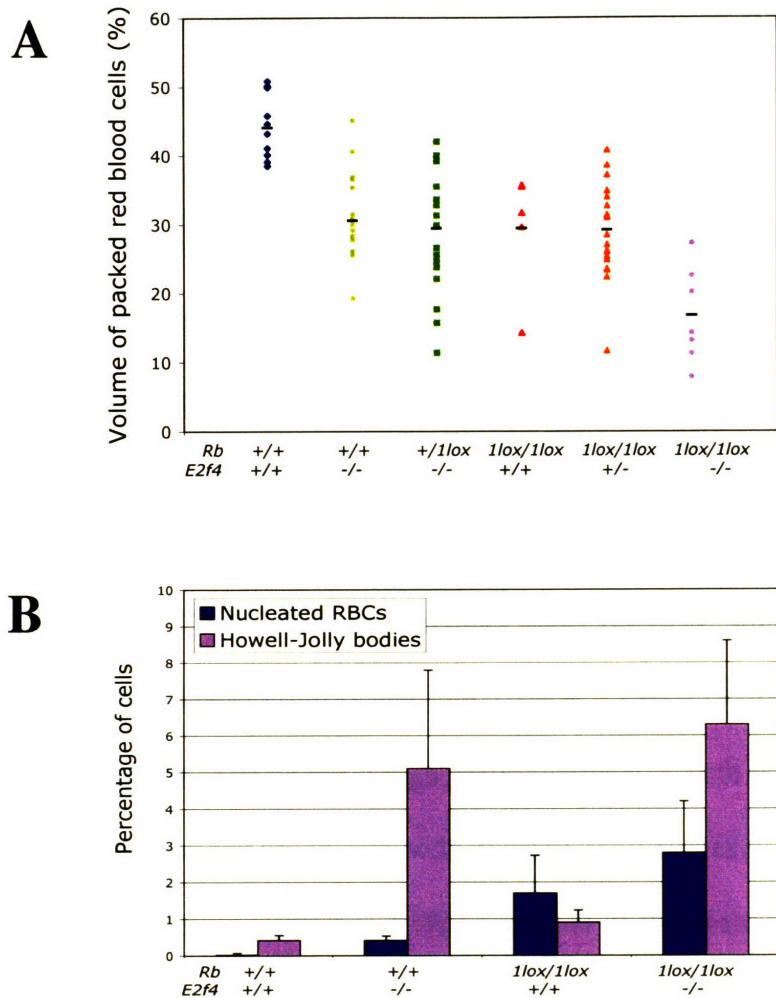 A
Volume of packed red blood cells (%)
60
50
40
30
20
10
0
Rb +/+ +/+ +/1lox 1lox/1lox 1lox/1lox 1lox/1lox
E2f4 +/+ -/- -/- +/+ +/- -/-
B
Percentage of cells
10
9
8
7
6
5
4
3
2
1
0
Nucleated RBCs
Howell-Jolly bodies
Rb +/+ +/+ 1lox/1lox 1lox/1lox
E2f4 +/+ -/- +/+ -/-